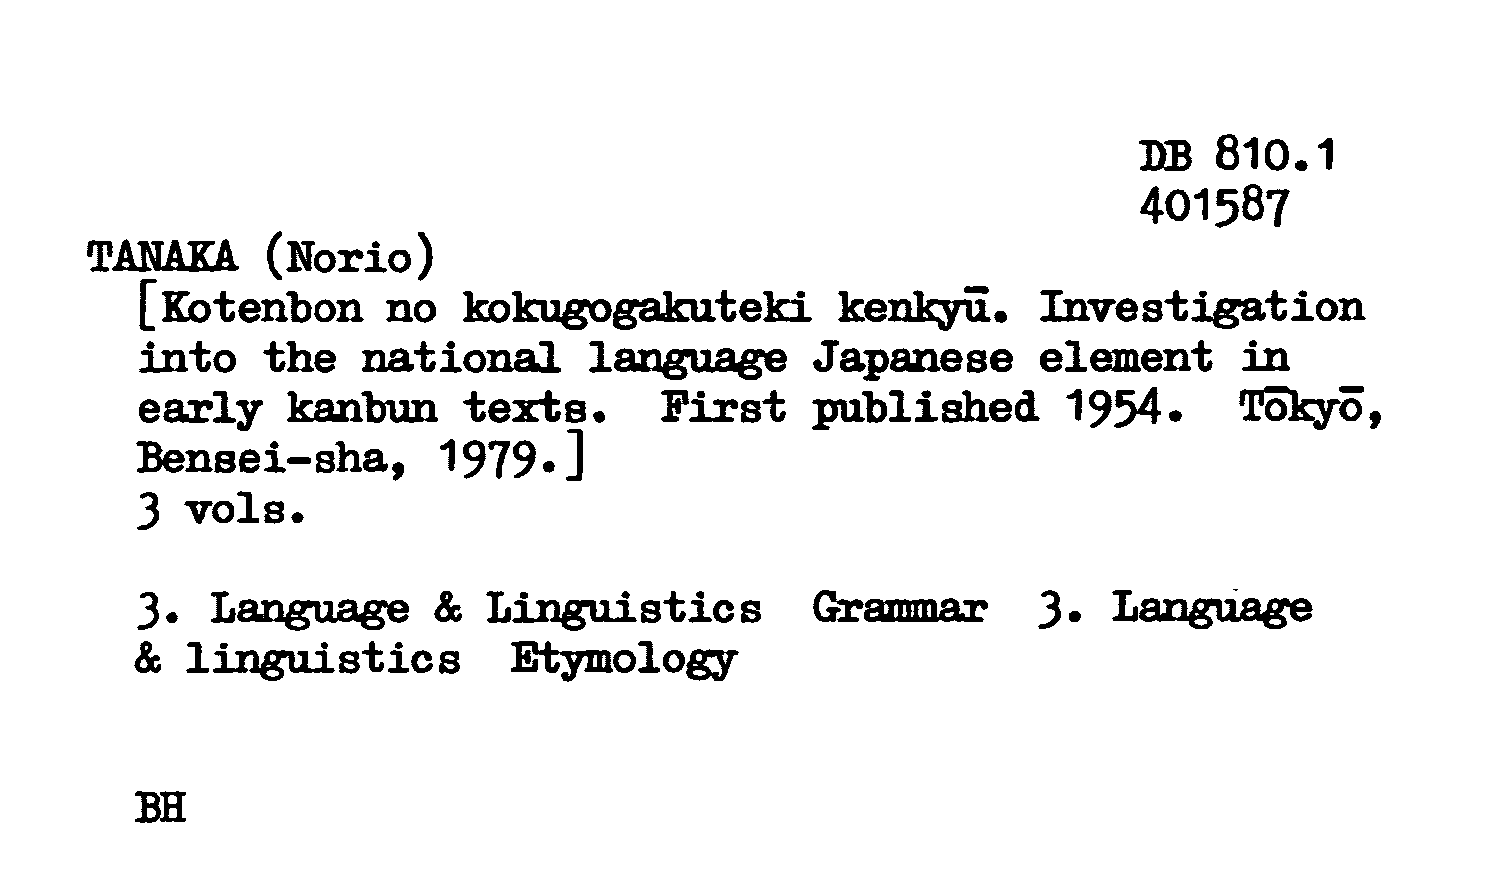 DB 810.1
401587
TANAKA (Norio)
[Kotenbon no kokugogakuteki kenkyū. Investigation
into the national language Japanese element in
early kanbun texts. First published 1954. Tōkyō,
Bensei-sha, 1979.]
3 vols.
3. Language & Linguistics Grammar 3. Language
& linguistics Etymology
BH